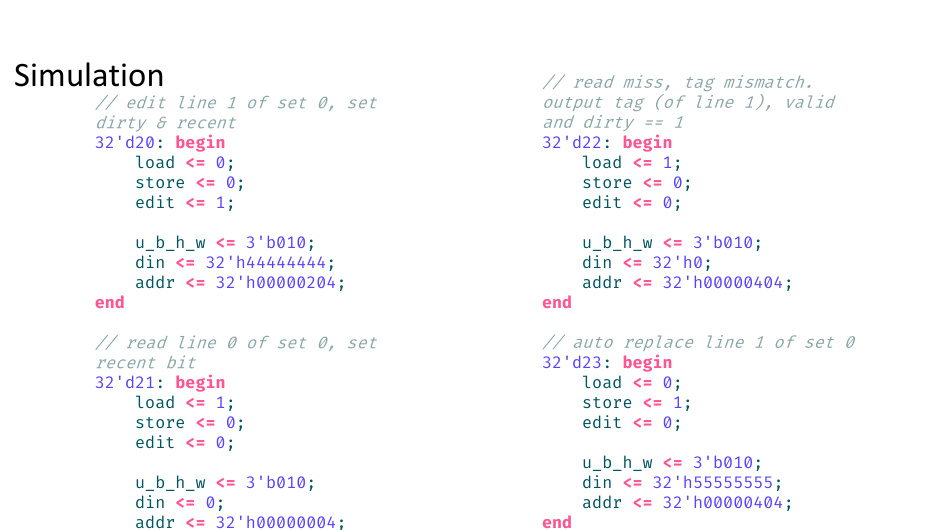 Simulation
// edit line 1 of set 0, set
dirty & recent
32'd20: begin
    load <= 0;
    store <= 0;
    edit <= 1;

    u_b_h_w <= 3'b010;
    din <= 32'h44444444;
    addr <= 32'h00000204;
end

// read line 0 of set 0, set
recent bit
32'd21: begin
    load <= 1;
    store <= 0;
    edit <= 0;

    u_b_h_w <= 3'b010;
    din <= 0;
    addr <= 32'h00000004;

// read miss, tag mismatch.
output tag (of line 1), valid
and dirty == 1
32'd22: begin
    load <= 1;
    store <= 0;
    edit <= 0;

    u_b_h_w <= 3'b010;
    din <= 32'h0;
    addr <= 32'h00000404;
end

// auto replace line 1 of set 0
32'd23: begin
    load <= 0;
    store <= 1;
    edit <= 0;

    u_b_h_w <= 3'b010;
    din <= 32'h55555555;
    addr <= 32'h00000404;
end